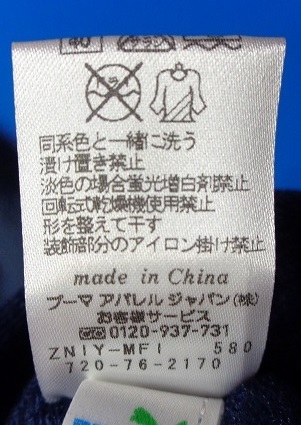 40
同系色と一緒に洗う
漬け置き禁止
淡色の場合蛍光増白剤禁止
回転式乾燥機使用禁止
形を整えて干す
装飾部分のアイロン掛け禁止
made in China
プーマ アパレル ジャパン(株)
お客様サービス
0120-937-731
ZN1Y-MF1 580
720-76-2170